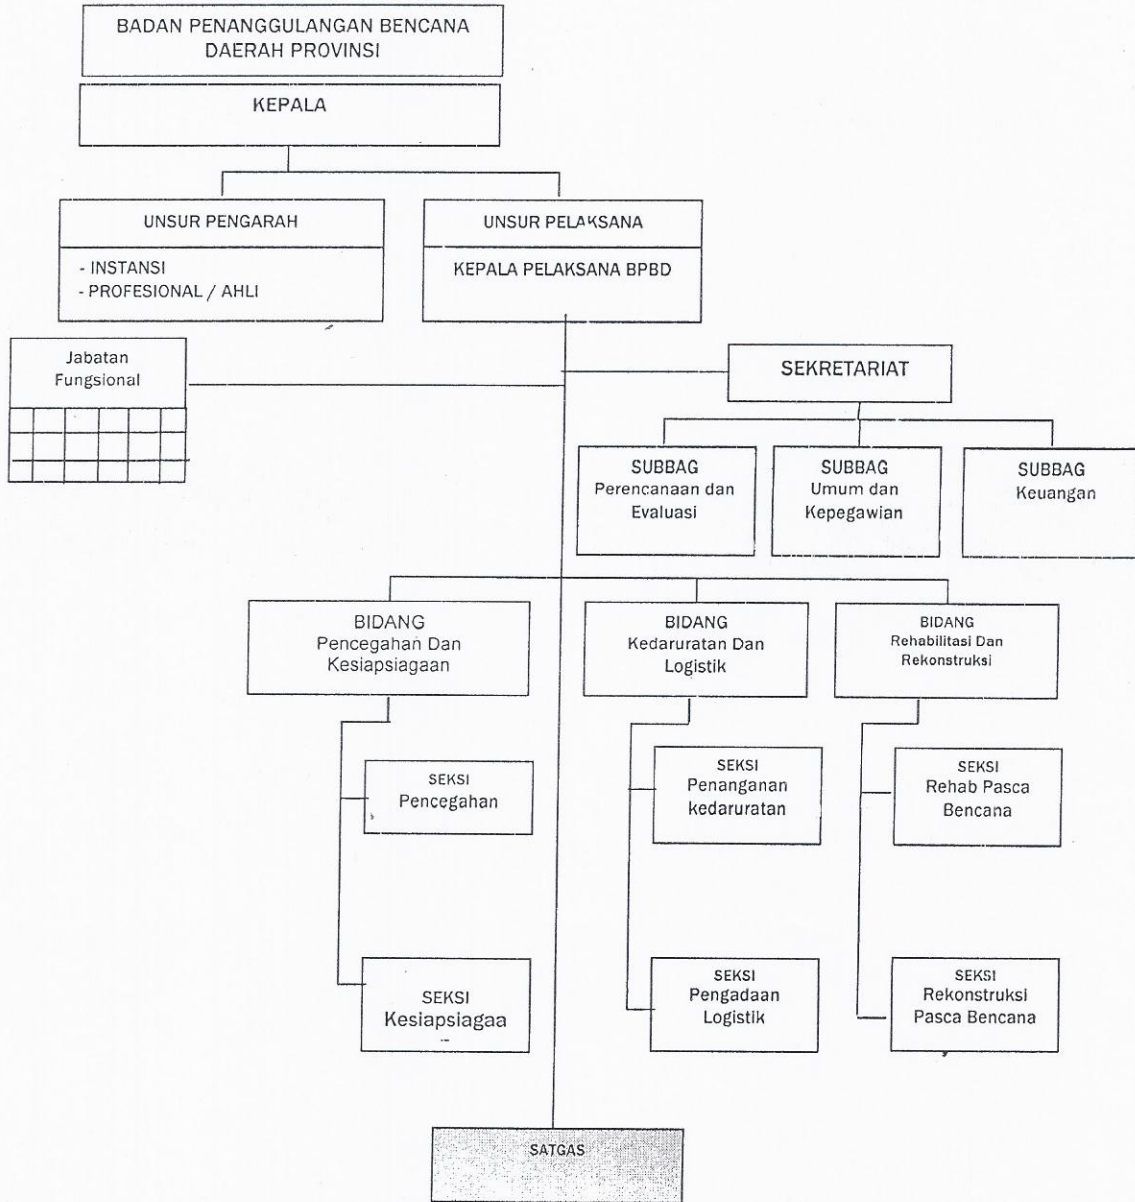 BADAN PENANGGULANGAN BENCANA
DAERAH PROVINSI
KEPALA
UNSUR PENGARAH
- INSTANSI
- PROFESIONAL / AHLI
UNSUR PELAKSANA
KEPALA PELAKSANA BPBD
Jabatan
Fungsional
SEKRETARIAT
SUBBAG
Perencanaan dan
Evaluasi
SUBBAG
Umum dan
Kepegawian
SUBBAG
Keuangan
BIDANG
Pencegahan Dan
Kesiapsiagaan
BIDANG
Kedaruratan Dan
Logistik
BIDANG
Rehabilitasi Dan
Rekonstruksi
SEKSI
Pencegahan
SEKSI
Penanganan
kedaruratan
SEKSI
Rehab Pasca
Bencana
SEKSI
Kesiapsiagaa
SEKSI
Pengadaan
Logistik
SEKSI
Rekonstruksi
Pasca Bencana
SATGAS